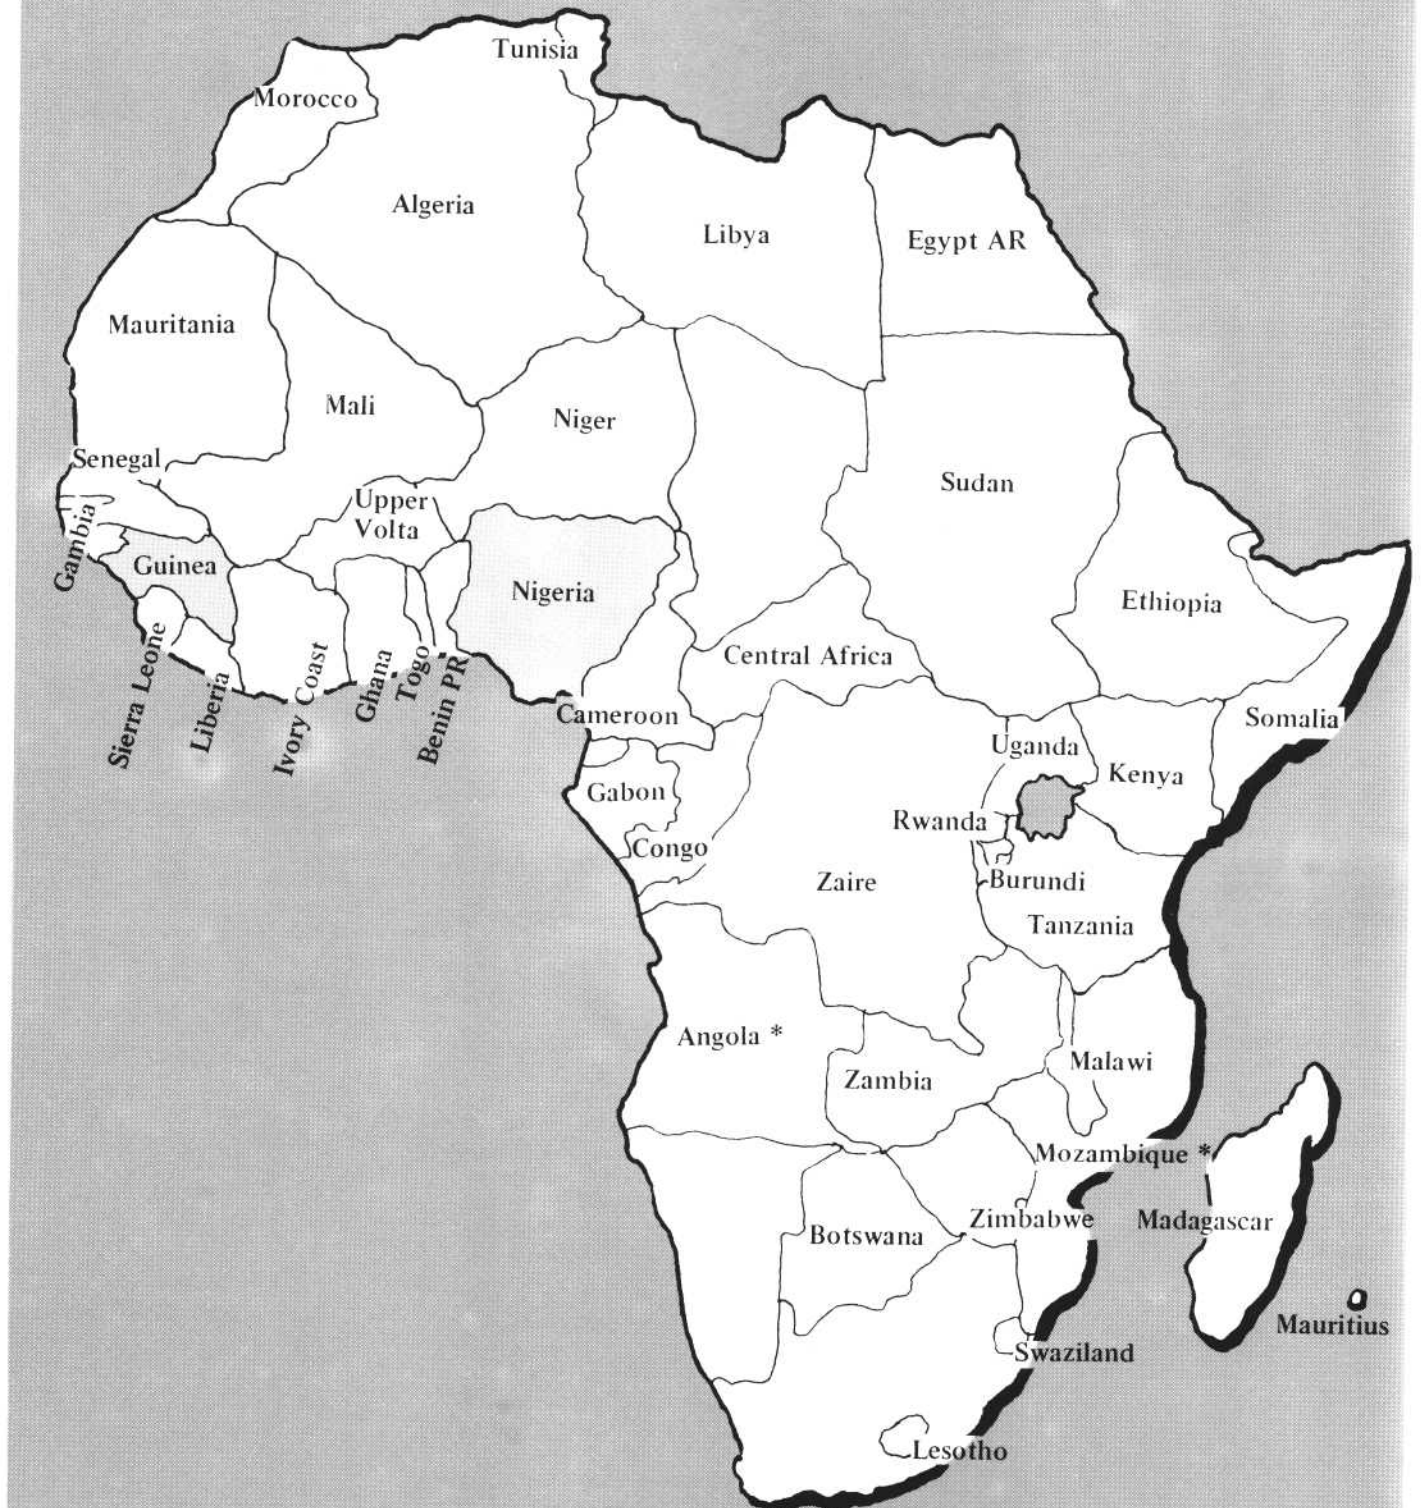 Tunisia
Morocco
Algeria
Libya
Egypt AR
Mauritania
Mali
Niger
Senegal
Sudan
Upper
Volta
Gambia
Guinea
Nigeria
Ethiopia
Sierra Leone
Liberia
Ivory Coast
Ghana
Togo
Benin PR
Central Africa
Cameroon
Somalia
Uganda
Kenya
Gabon
Rwanda
Congo
Zaire
Burundi
Tanzania
Angola *
Malawi
Zambia
Mozambique *
Zimbabwe
Madagascar
Botswana
Mauritius
Swaziland
Lesotho